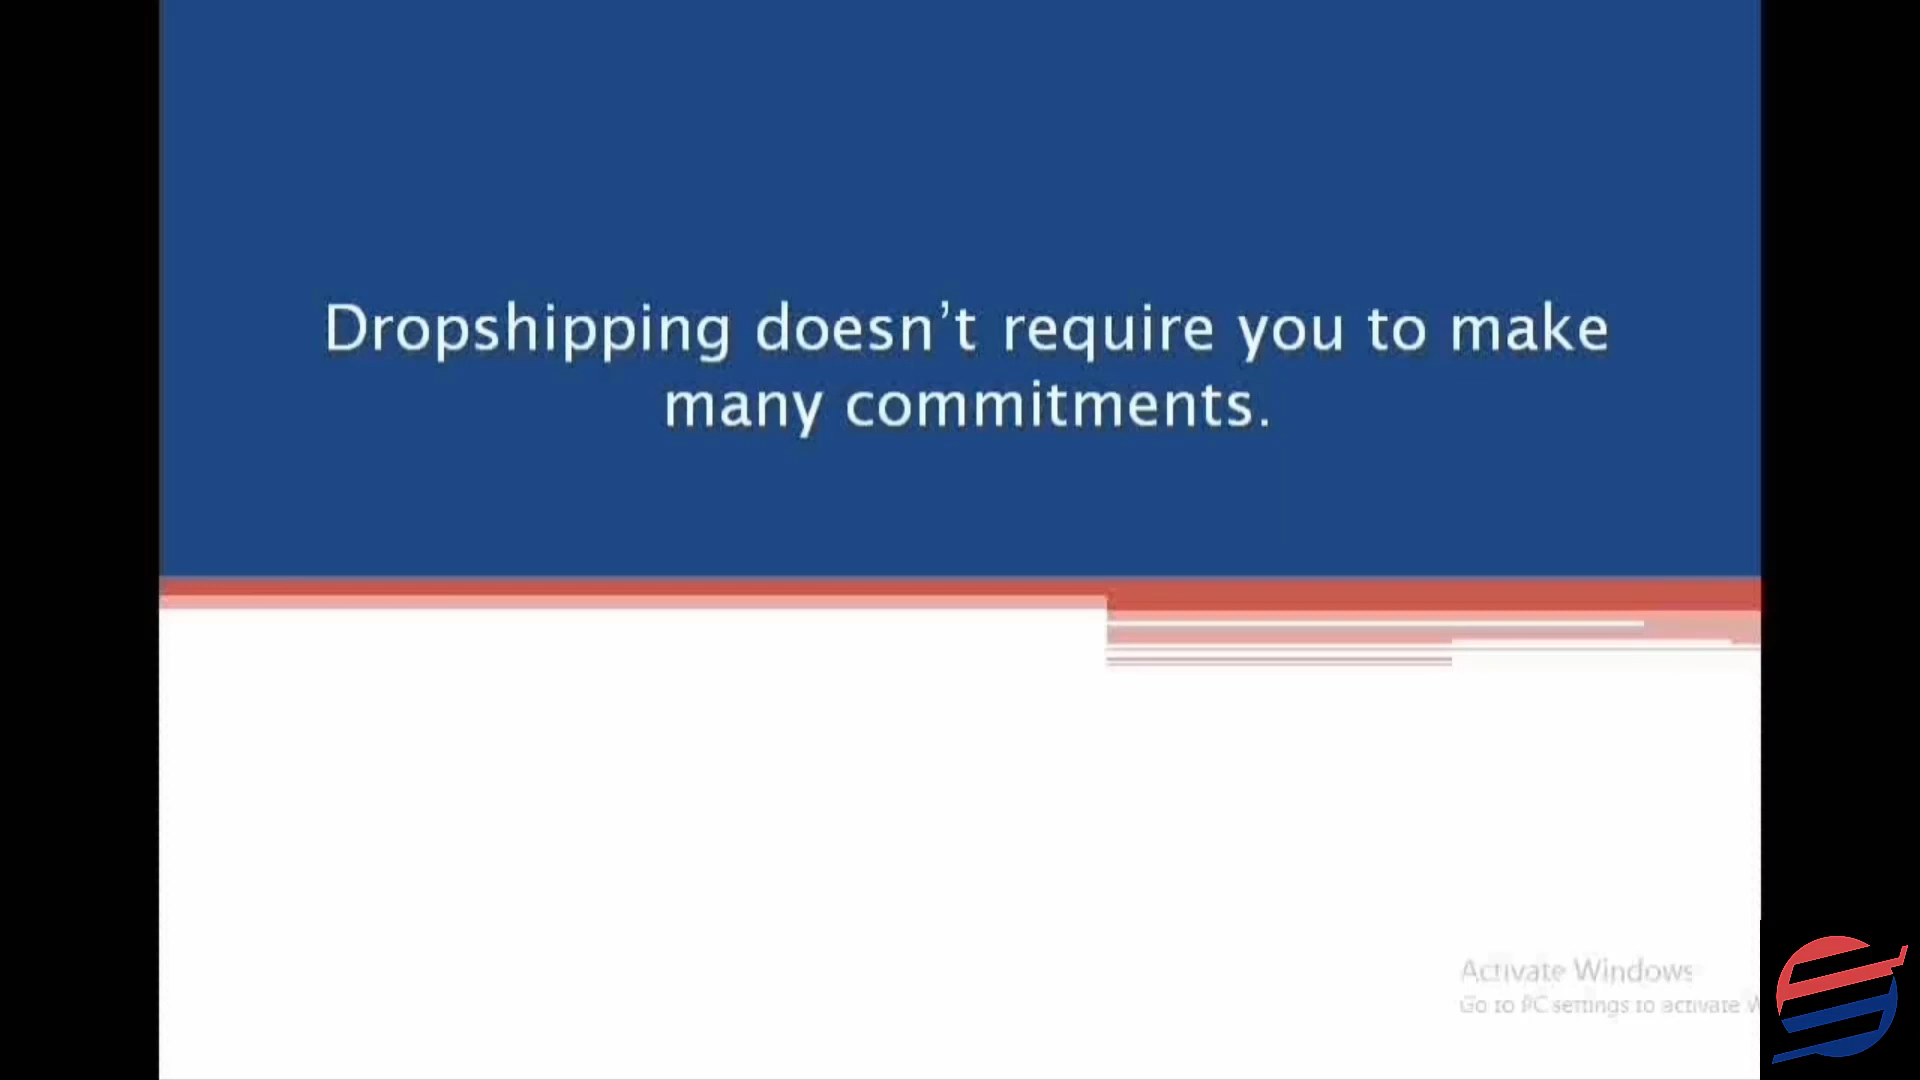 Dropshipping doesn’t require you to make
many commitments.
Activate Windows
Go to PC settings to activate